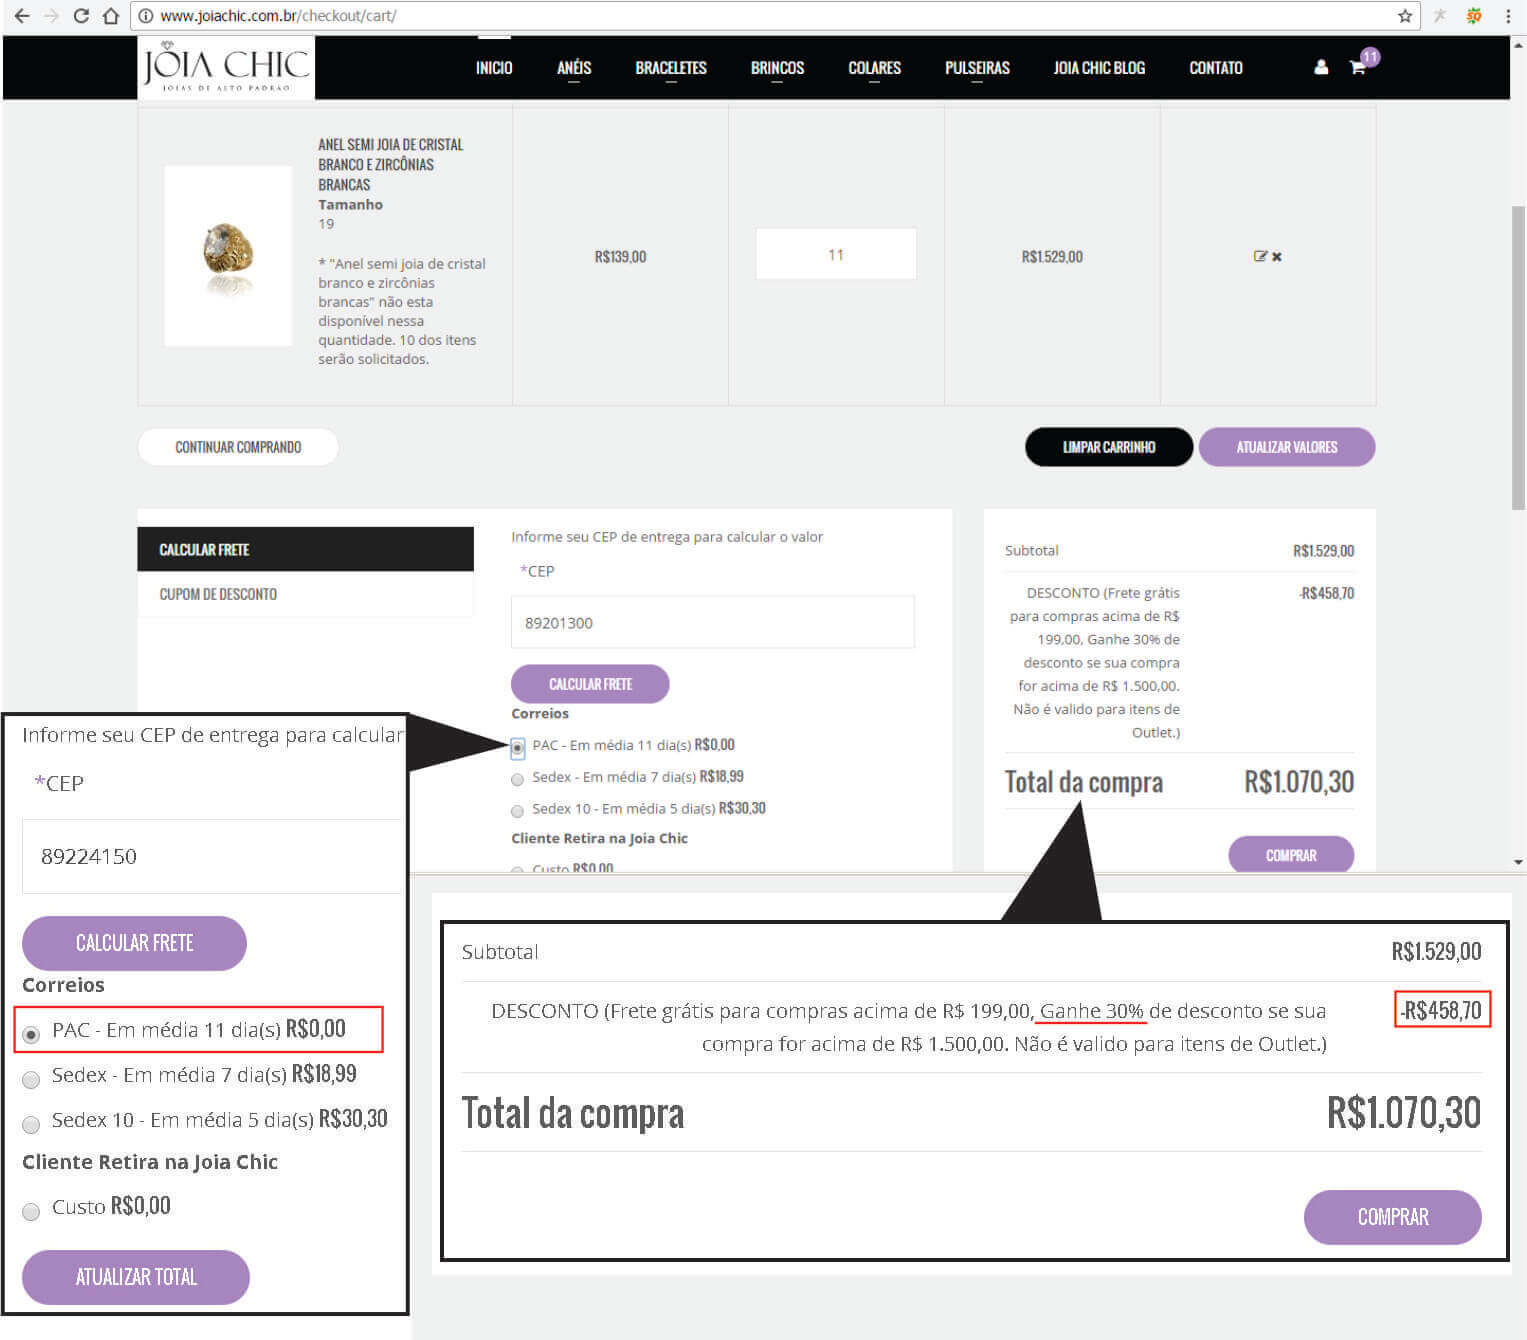 www.joiachic.com.br/checkout/cart/
JOIA CHIC
JOIAS DE ALTO PADRÃO
INICIO
ANÉIS
BRACELETES
BRINCOS
COLARES
PULSEIRAS
JOIA CHIC BLOG
CONTATO
11
ANEL SEMI JOIA DE CRISTAL
BRANCO E ZIRCÔNIAS
BRANCAS
Tamanho
19
* "Anel semi joia de cristal
branco e zircônias
brancas" não esta
disponível nessa
quantidade. 10 dos itens
serão solicitados.
R$139,00
11
R$1.529,00
CONTINUAR COMPRANDO
LIMPAR CARRINHO
ATUALIZAR VALORES
CALCULAR FRETE
CUPOM DE DESCONTO
Informe seu CEP de entrega para calcular o valor
*CEP
89201300
CALCULAR FRETE
Correios
PAC - Em média 11 dia(s) R$0,00
Sedex - Em média 7 dia(s) R$18,99
Sedex 10 - Em média 5 dia(s) R$30,30
Cliente Retira na Joia Chic
Custo R$0,00
Subtotal R$1.529,00
DESCONTO (Frete grátis -R$458,70
para compras acima de R$
199,00, Ganhe 30% de
desconto se sua compra
for acima de R$ 1.500,00.
Não é valido para itens de
Outlet.)
Total da compra R$1.070,30
COMPRAR
Informe seu CEP de entrega para calcular
*CEP
89224150
CALCULAR FRETE
Correios
PAC - Em média 11 dia(s) R$0,00
Sedex - Em média 7 dia(s) R$18,99
Sedex 10 - Em média 5 dia(s) R$30,30
Cliente Retira na Joia Chic
Custo R$0,00
ATUALIZAR TOTAL
Subtotal R$1.529,00
DESCONTO (Frete grátis para compras acima de R$ 199,00, Ganhe 30% de desconto se sua -R$458,70
compra for acima de R$ 1.500,00. Não é valido para itens de Outlet.)
Total da compra R$1.070,30
COMPRAR